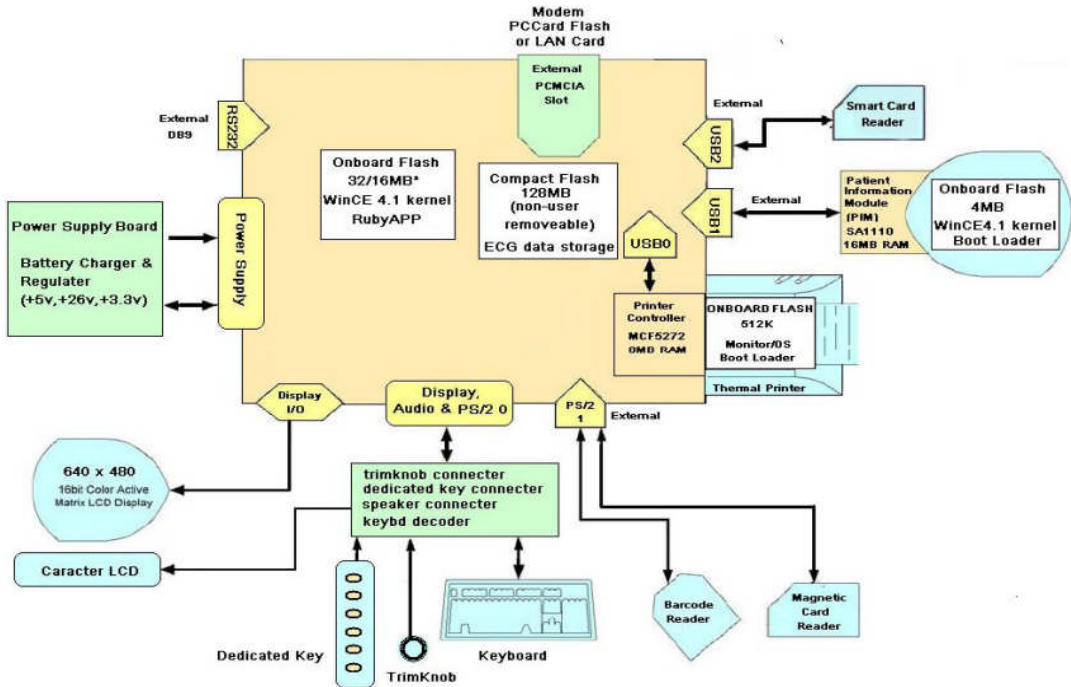 Modem
PCCard Flash
or LAN Card
External
PCMCIA
Slot
External
DB9
RS232
Onboard Flash
32/16MB*
WinCE 4.1 kernel
RubyAPP
Compact Flash
128MB
(non-user
removeable)
ECG data storage
External
USB2
Smart Card
Reader
USB1
External
Patient
Information
Module
(PIM)
SA1110
16MB RAM
Onboard Flash
4MB
WinCE4.1 kernel
Boot Loader
USB0
Power Supply Board
Battery Charger &
Regulater
(+5v,+26v,+3.3v)
Power Supply
Printer
Controller
MCF5272
0MB RAM
ONBOARD FLASH
512K
Monitor/OS
Boot Loader
Thermal Printer
Display
I/O
Display,
Audio & PS/2 0
PS/2
1
External
640 x 480
16bit Color Active
Matrix LCD Display
trimknob connecter
dedicated key connecter
speaker connecter
keybd decoder
Caracter LCD
Dedicated Key
TrimKnob
Keyboard
Barcode
Reader
Magnetic
Card
Reader